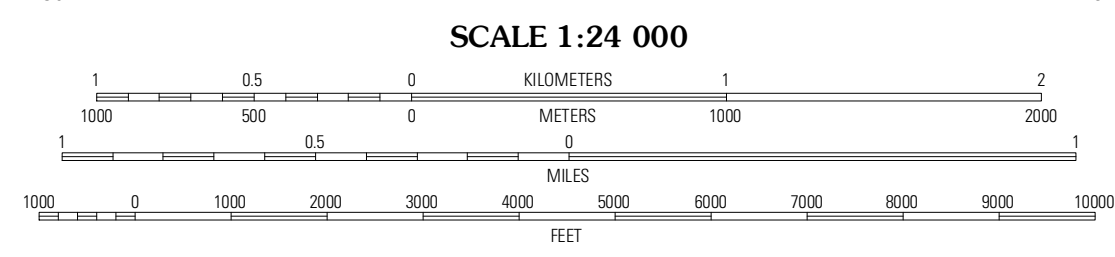 SCALE 1:24 000
1 0.5 0 KILOMETERS 1 2
1000 500 0 METERS 1000 2000
1 0.5 0 1
MILES
1000 0 1000 2000 3000 4000 5000 6000 7000 8000 9000 10000
FEET